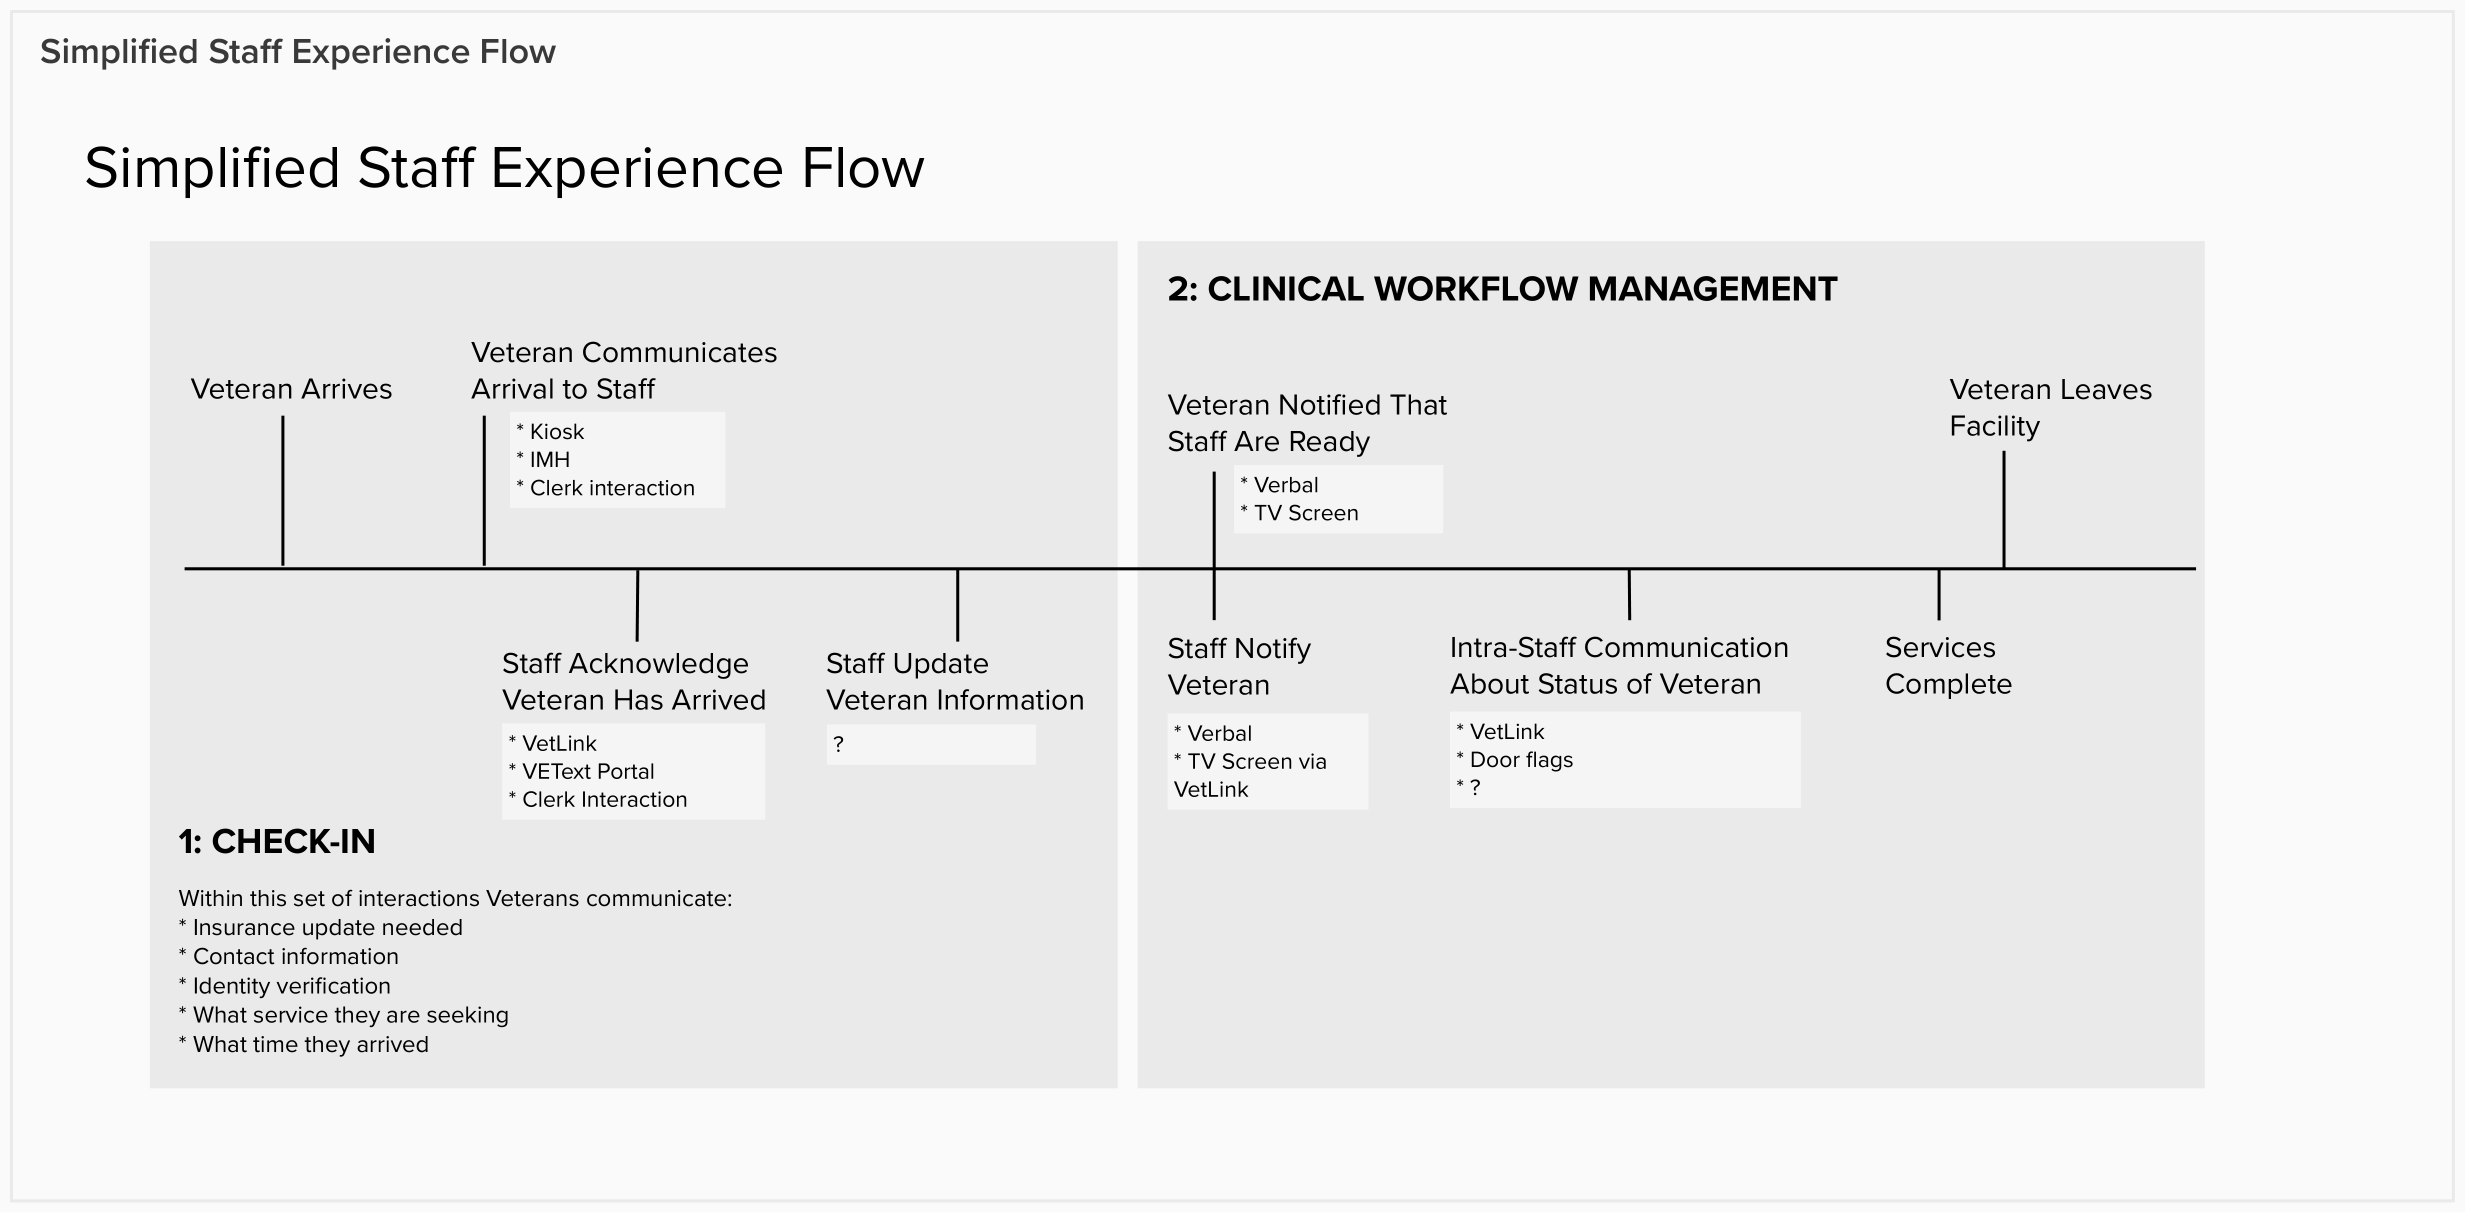 Simplified Staff Experience Flow
Simplified Staff Experience Flow
Veteran Arrives
Veteran Communicates
Arrival to Staff
* Kiosk
* IMH
* Clerk interaction
Staff Acknowledge
Veteran Has Arrived
* VetLink
* VEText Portal
* Clerk Interaction
Staff Update
Veteran Information
?
1: CHECK-IN
Within this set of interactions Veterans communicate:
* Insurance update needed
* Contact information
* Identity verification
* What service they are seeking
* What time they arrived
2: CLINICAL WORKFLOW MANAGEMENT
Veteran Notified That
Staff Are Ready
* Verbal
* TV Screen
Veteran Leaves
Facility
Staff Notify
Veteran
* Verbal
* TV Screen via
VetLink
Intra-Staff Communication
About Status of Veteran
* VetLink
* Door flags
* ?
Services
Complete